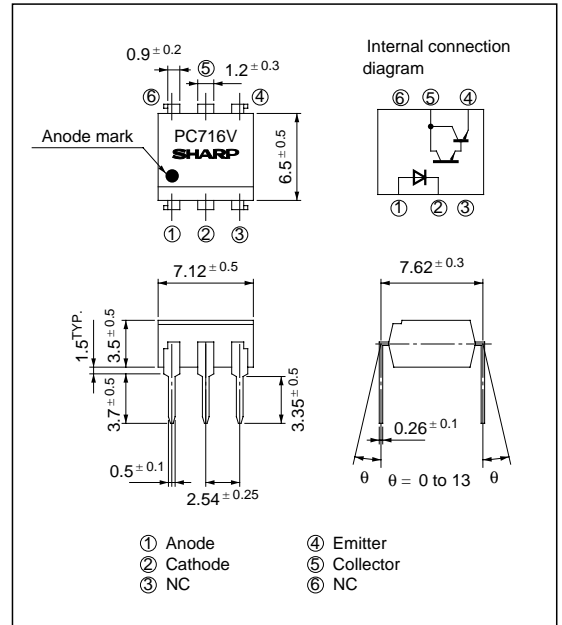 Internal connection
diagram
0.9 ± 0.2
⑤
1.2 ± 0.3
⑥
④
Anode mark
PC716V
SHARP
6.5 ± 0.5
① ② ③
⑥ ⑤ ④
① ② ③
7.12 ± 0.5
7.62 ± 0.3
1.5 TYP.
3.5 ± 0.5
3.7 ± 0.5
3.35 ± 0.5
0.5 ± 0.1
2.54 ± 0.25
0.26 ± 0.1
θ θ = 0 to 13 θ
① Anode
② Cathode
③ NC
④ Emitter
⑤ Collector
⑥ NC